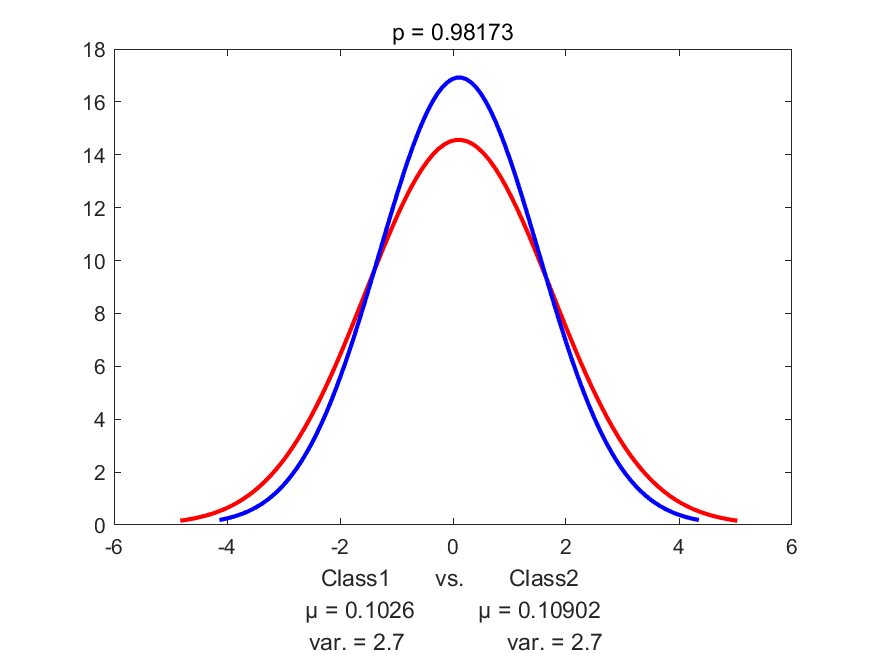 p = 0.98173
18
16
14
12
10
8
6
4
2
0
-6 -4 -2 0 2 4 6
Class1 vs. Class2
μ = 0.1026 μ = 0.10902
var. = 2.7 var. = 2.7